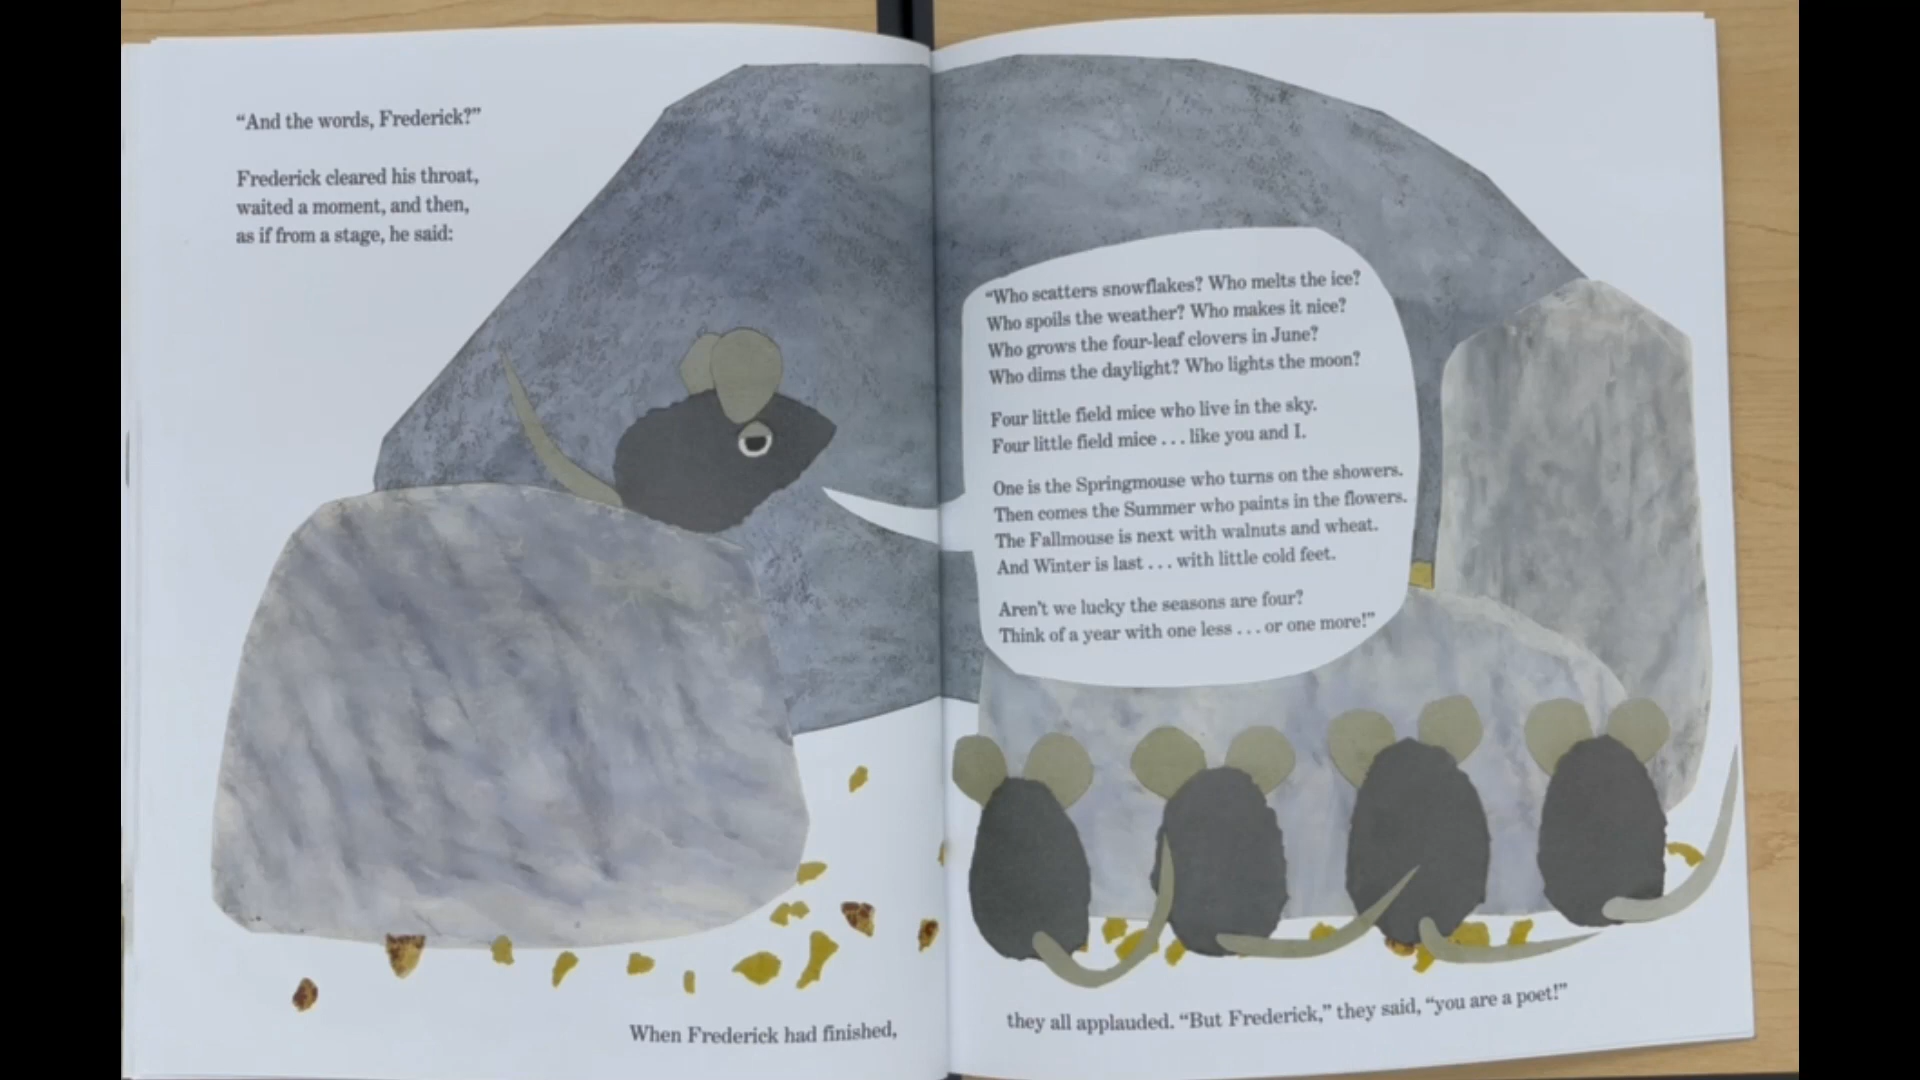 “And the words, Frederick?”
Frederick cleared his throat,
waited a moment, and then,
as if from a stage, he said:
“Who scatters snowflakes? Who melts the ice?
Who spoils the weather? Who makes it nice?
Who grows the four-leaf clovers in June?
Who dims the daylight? Who lights the moon?
Four little field mice who live in the sky.
Four little field mice . . . like you and I.
One is the Springmouse who turns on the showers.
Then comes the Summer who paints in the flowers.
The Fallmouse is next with walnuts and wheat.
And Winter is last . . . with little cold feet.
Aren’t we lucky the seasons are four?
Think of a year with one less . . . or one more!”
When Frederick had finished,
they all applauded. “But Frederick,” they said, “you are a poet!”